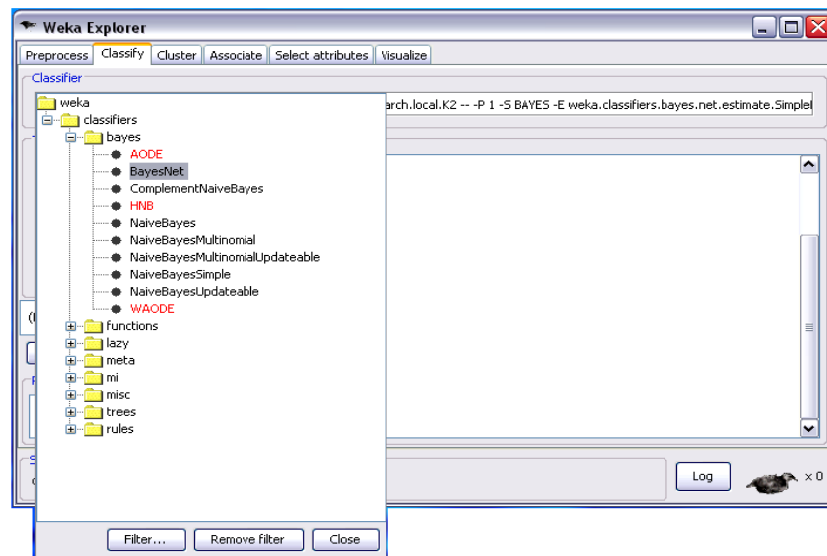 Weka Explorer
Preprocess Classify Cluster Associate Select attributes Visualize
Classifier
weka
arch.local.K2 -- -P 1 -S BAYES -E weka.classifiers.bayes.net.estimate.Simple
classifiers
bayes
AODE
BayesNet
ComplementNaiveBayes
HNB
NaiveBayes
NaiveBayesMultinomial
NaiveBayesMultinomialUpdateable
NaiveBayesSimple
NaiveBayesUpdateable
WAODE
functions
lazy
meta
mi
misc
trees
rules
Log
x 0
Filter... Remove filter Close